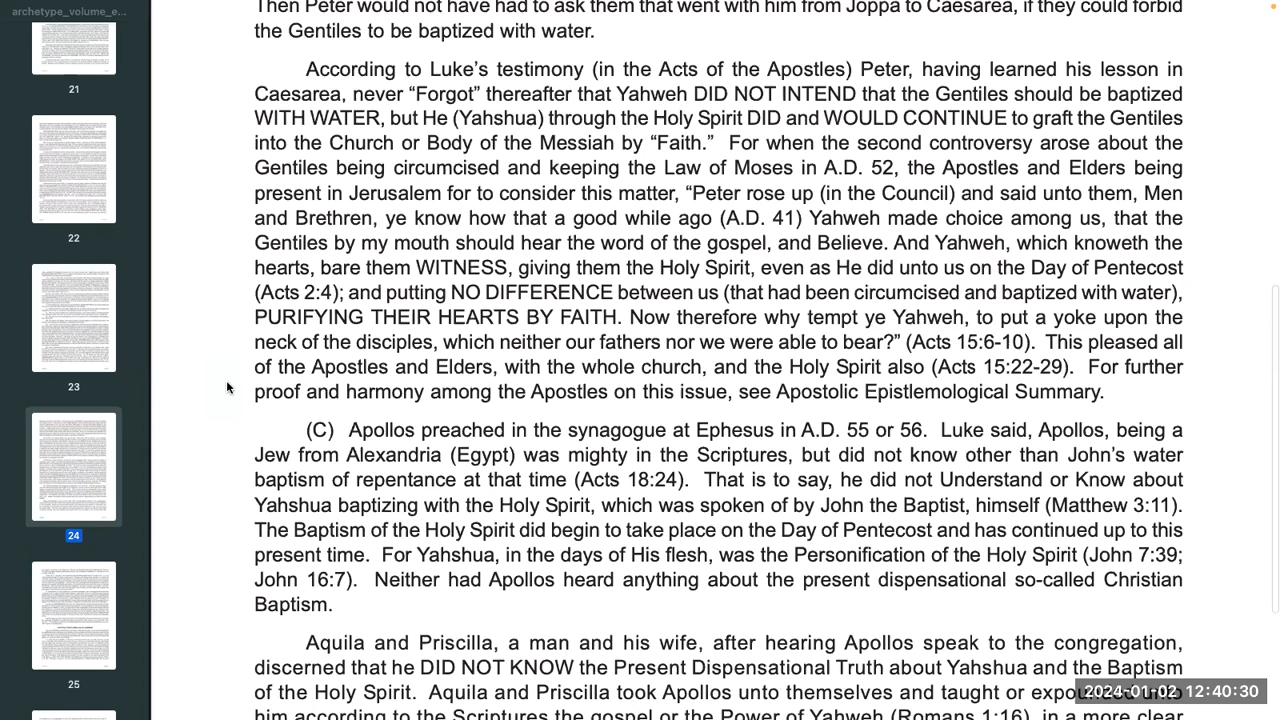 archetype_volume_e...
21
22
23
24
25
Then Peter would not have had to ask them that went with him from Joppa to Caesarea, if they could forbid
the Gentiles to be baptized with water.
According to Luke's testimony (in the Acts of the Apostles) Peter, having learned his lesson in
Caesarea, never “Forgot” thereafter that Yahweh DID NOT INTEND that the Gentiles should be baptized
WITH WATER, but He (Yahshua) through the Holy Spirit DID and WOULD CONTINUE to graft the Gentiles
into the Church or Body of the Messiah by “Faith.” For when the second controversy arose about the
Gentiles being circumcised and keeping the Law of Moses in A.D. 52, the Apostles and Elders being
present in Jerusalem for to consider this matter, “Peter rose up (in the Council) and said unto them, Men
and Brethren, ye know how that a good while ago (A.D. 41) Yahweh made choice among us, that the
Gentiles by my mouth should hear the word of the gospel, and Believe. And Yahweh, which knoweth the
hearts, bare them WITNESS, giving them the Holy Spirit, even as He did unto us on the Day of Pentecost
(Acts 2:4); and putting NO DIFFERENCE between us (that had been circumcised and baptized with water),
PURIFYING THEIR HEARTS BY FAITH. Now therefore why tempt ye Yahweh, to put a yoke upon the
neck of the disciples, which neither our fathers nor we were able to bear?” (Acts 15:6-10). This pleased all
of the Apostles and Elders, with the whole church, and the Holy Spirit also (Acts 15:22-29). For further
proof and harmony among the Apostles on this issue, see Apostolic Epistemological Summary.
(C) Apollos preached in the synagogue at Ephesus in A.D. 55 or 56. Luke said, Apollos, being a
Jew from Alexandria (Egypt) was mighty in the Scriptures, but did not know other than John's water
baptism of repentance at the time (Acts 18:24). That is to say, he did not Understand or Know about
Yahshua baptizing with the Holy Spirit, which was spoken of by John the Baptist, himself (Matthew 3:11).
The Baptism of the Holy Spirit did begin to take place on the Day of Pentecost and has continued up to this
present time. For Yahshua, in the days of His flesh, was the Personification of the Holy Spirit (John 7:39;
John 16:7). Neither had Apollos heard anything about the present dispensational so-called Christian
Baptism.
Aquila and Priscilla, a man and his wife, after hearing Apollos speak to the congregation,
discerned that he DID NOT KNOW the Present Dispensational Truth about Yahshua and the Baptism
of the Holy Spirit. Aquila and Priscilla took Apollos unto themselves and taught or expounded unto
him according to the Scriptures the gospel or the Power of Yahweh (Romans 1:16), in a more clear
2024-01-02 12:40:30